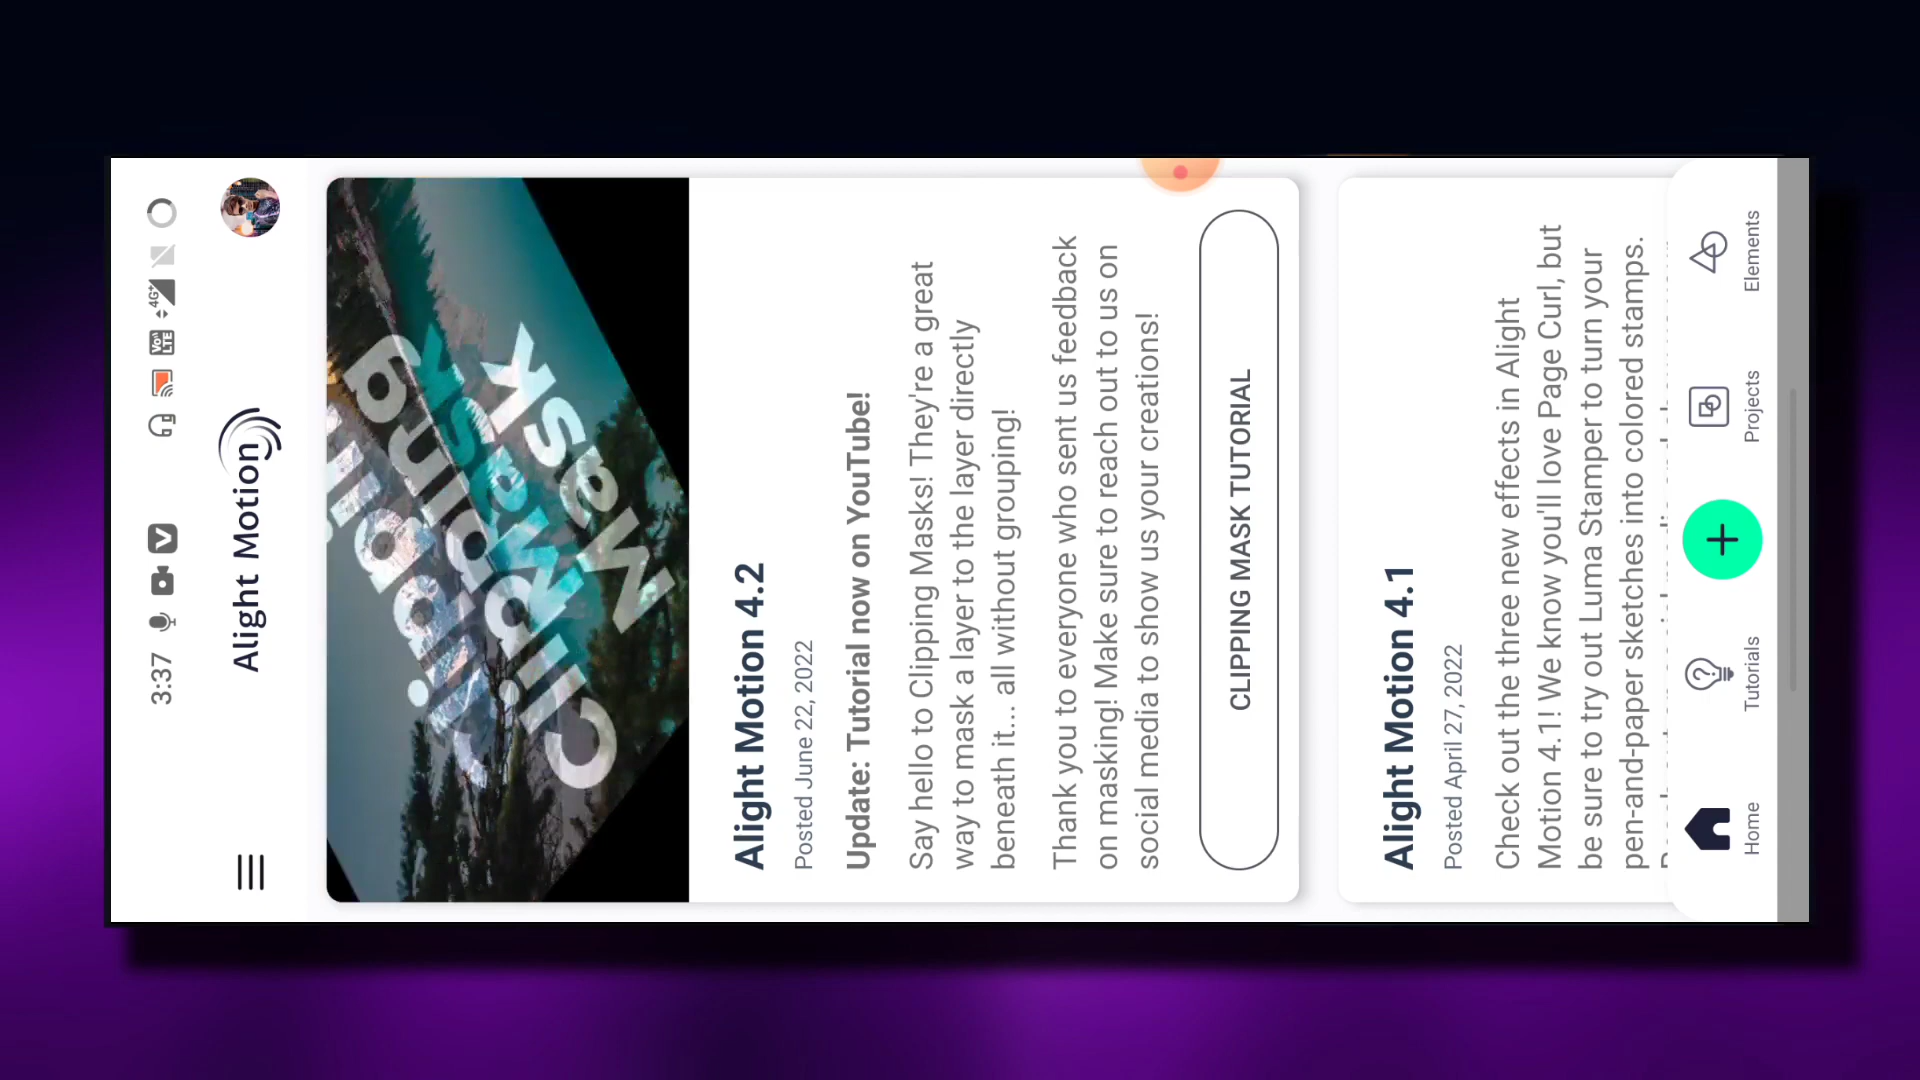 3:37
4G+
Vo))
LTE
Alight Motion
Clipping
Mask
Clipping
Mask
Alight Motion 4.2
Posted June 22, 2022
Update: Tutorial now on YouTube!
Say hello to Clipping Masks! They're a great
way to mask a layer to the layer directly
beneath it... all without grouping!
Thank you to everyone who sent us feedback
on masking! Make sure to reach out to us on
social media to show us your creations!
CLIPPING MASK TUTORIAL
Alight Motion 4.1
Posted April 27, 2022
Check out the three new effects in Alight
Motion 4.1! We know you'll love Page Curl, but
be sure to try out Luma Stamper to turn your
pen-and-paper sketches into colored stamps.
Home
Tutorials
Projects
Elements